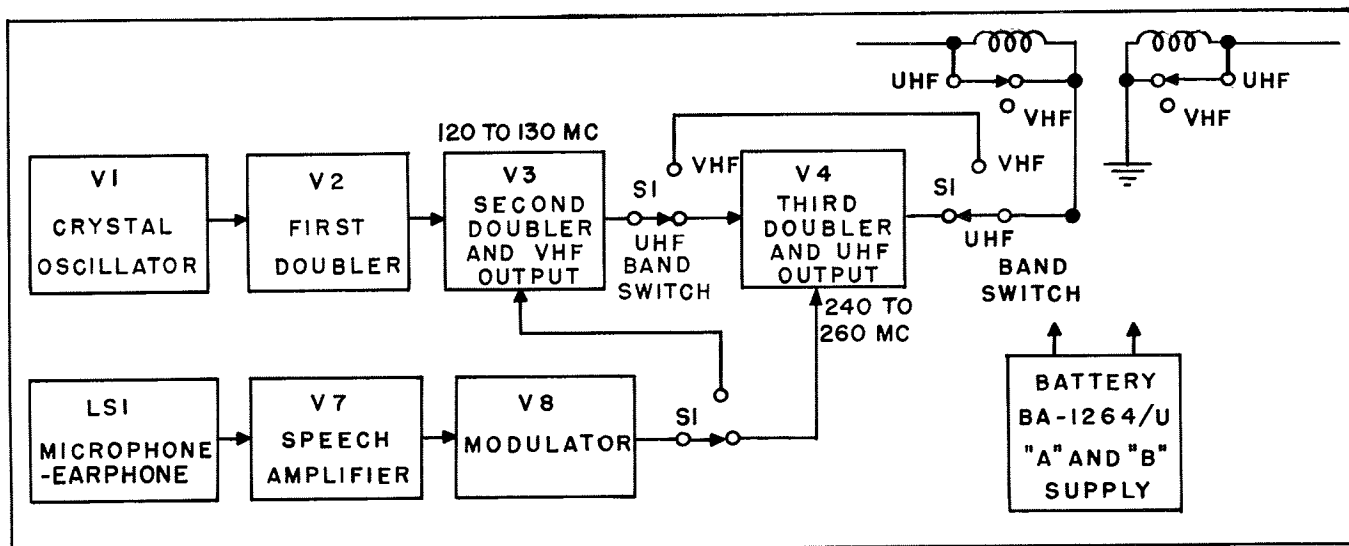 UHF
VHF
UHF
VHF
120 TO 130 MC
V1
CRYSTAL
OSCILLATOR
V2
FIRST
DOUBLER
V3
SECOND
DOUBLER
AND VHF
OUTPUT
VHF
S1
UHF
BAND
SWITCH
V4
THIRD
DOUBLER
AND UHF
OUTPUT
VHF
S1
UHF
BAND
SWITCH
240 TO
260 MC
LS1
MICROPHONE
-EARPHONE
V7
SPEECH
AMPLIFIER
V8
MODULATOR
S1
BATTERY
BA-1264/U
"A" AND "B"
SUPPLY